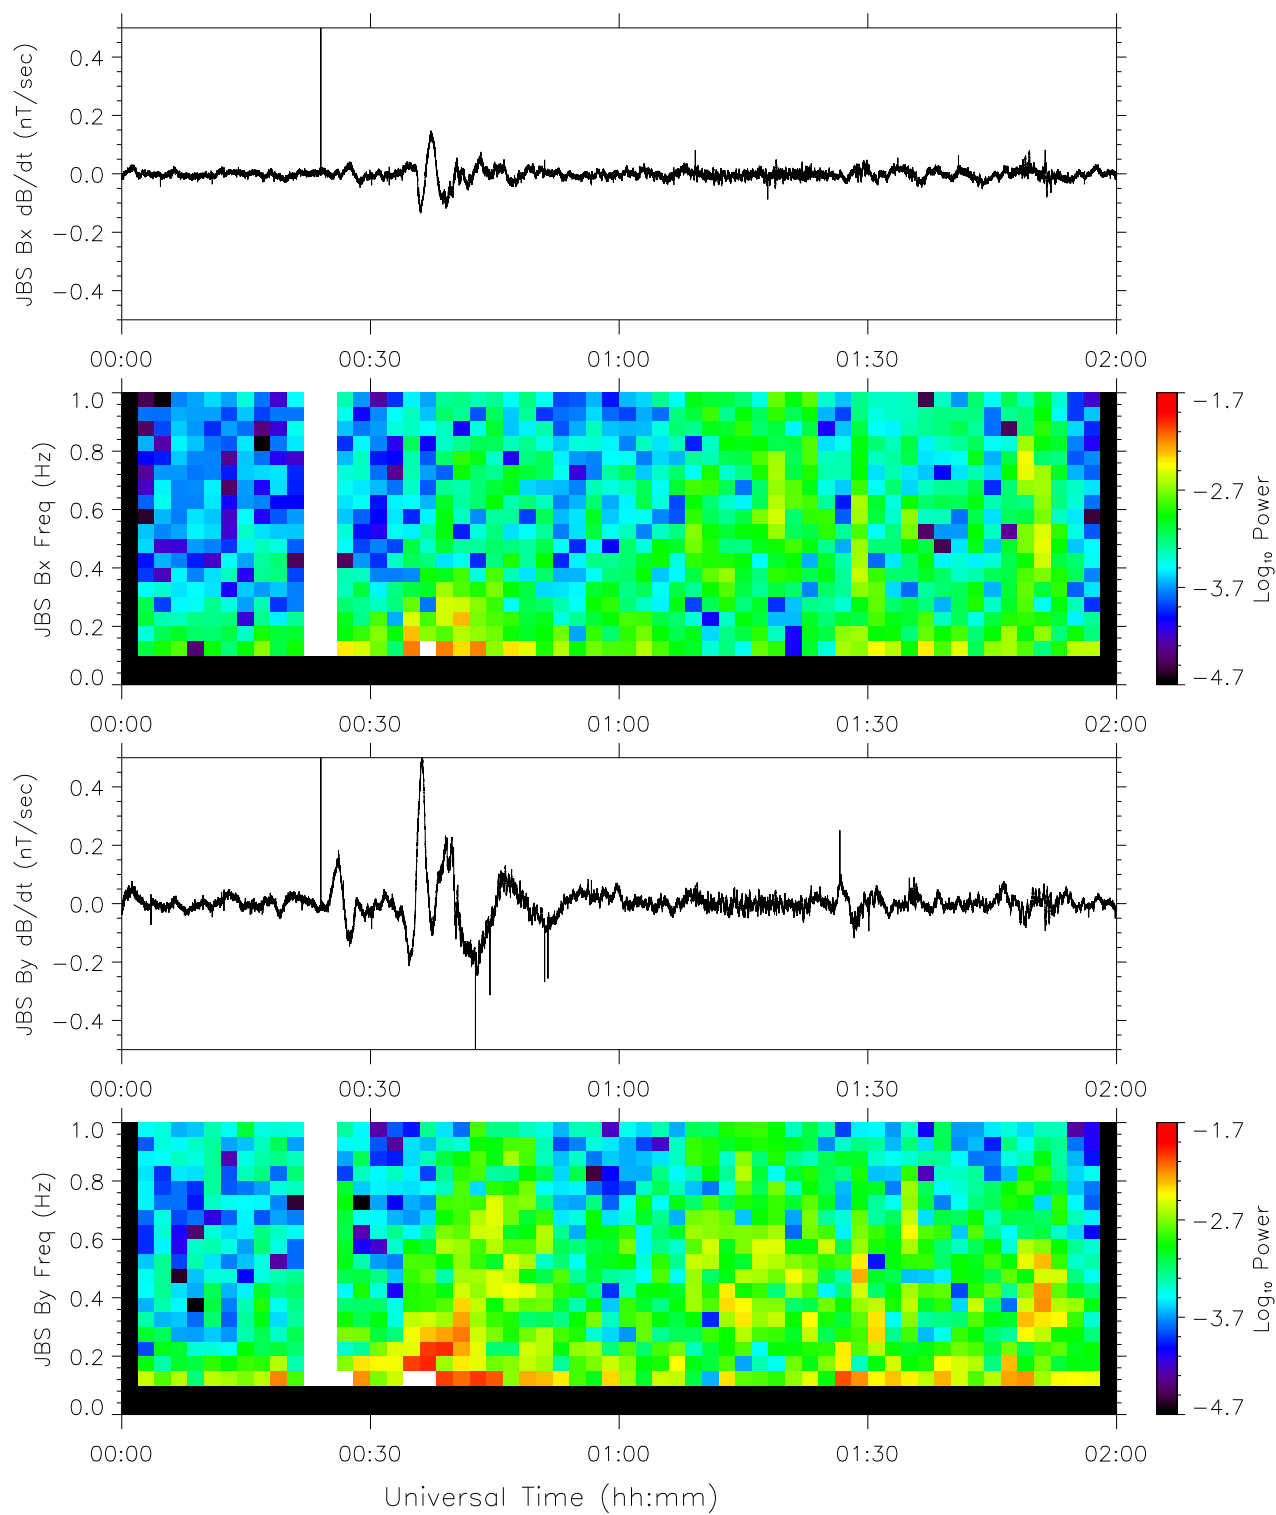 JBS Bx dB/dt (nT/sec)
0.4
0.2
0.0
−0.2
−0.4
00:00 00:30 01:00 01:30 02:00
JBS Bx Freq (Hz)
1.0
0.8
0.6
0.4
0.2
0.0
−1.7
−2.7
−3.7
−4.7
Log₁₀ Power
00:00 00:30 01:00 01:30 02:00
JBS By dB/dt (nT/sec)
0.4
0.2
0.0
−0.2
−0.4
00:00 00:30 01:00 01:30 02:00
JBS By Freq (Hz)
1.0
0.8
0.6
0.4
0.2
0.0
−1.7
−2.7
−3.7
−4.7
Log₁₀ Power
00:00 00:30 01:00 01:30 02:00
Universal Time (hh:mm)